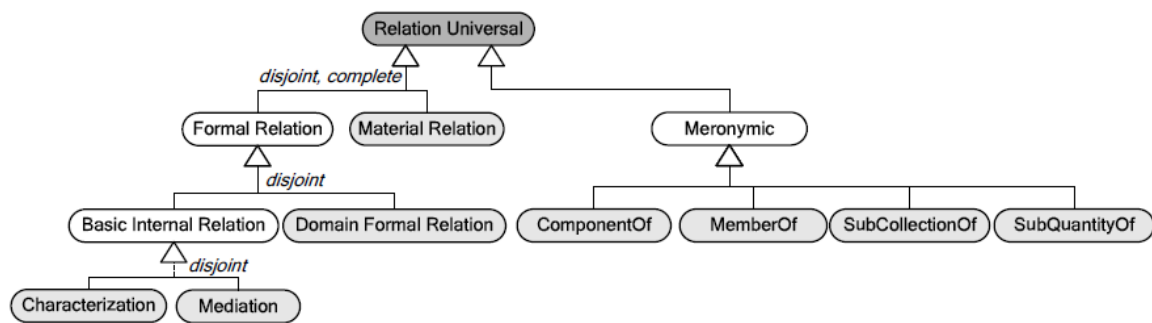 Relation Universal
disjoint, complete
Formal Relation
Material Relation
Meronymic
disjoint
Basic Internal Relation
Domain Formal Relation
ComponentOf
MemberOf
SubCollectionOf
SubQuantityOf
disjoint
Characterization
Mediation